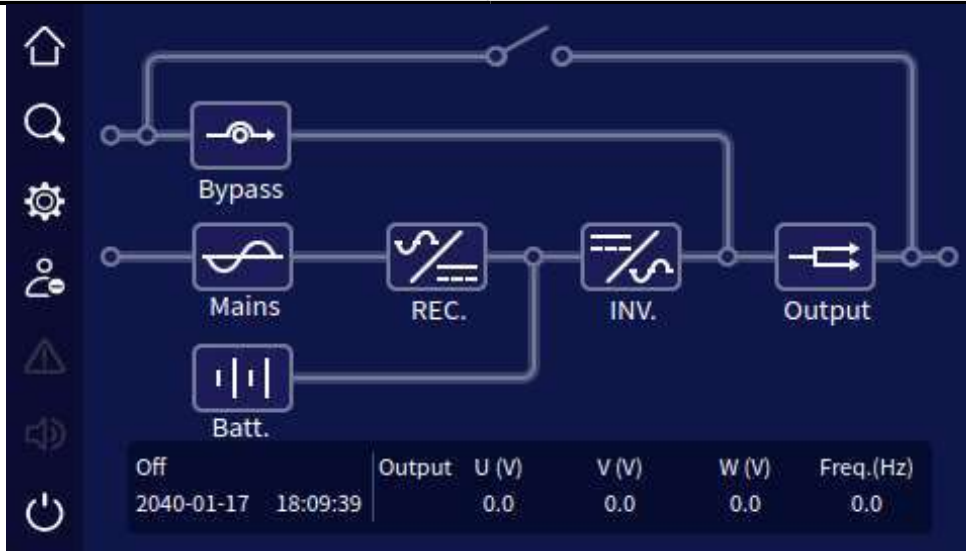 Bypass
Mains
REC.
INV.
Output
Batt.
Off
Output U (V) V (V) W (V) Freq.(Hz)
2040-01-17 18:09:39 0.0 0.0 0.0 0.0